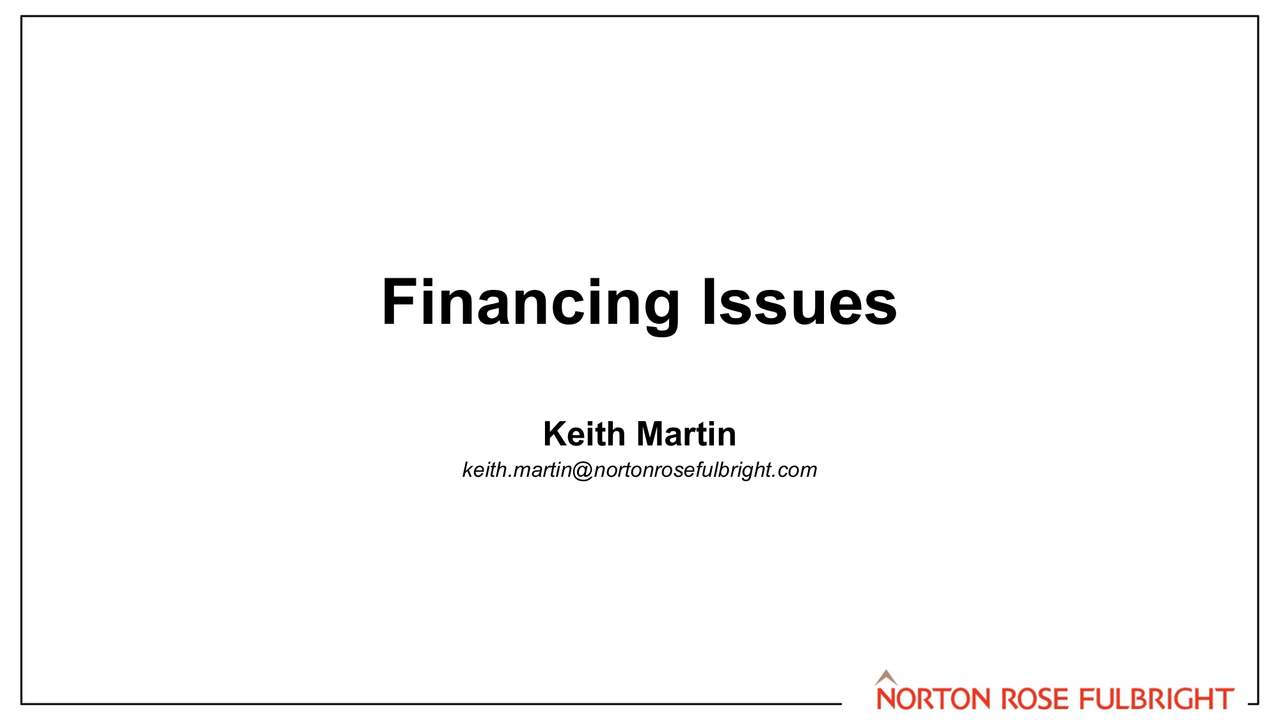 Financing Issues
Keith Martin
keith.martin@nortonrosefulbright.com
NORTON ROSE FULBRIGHT